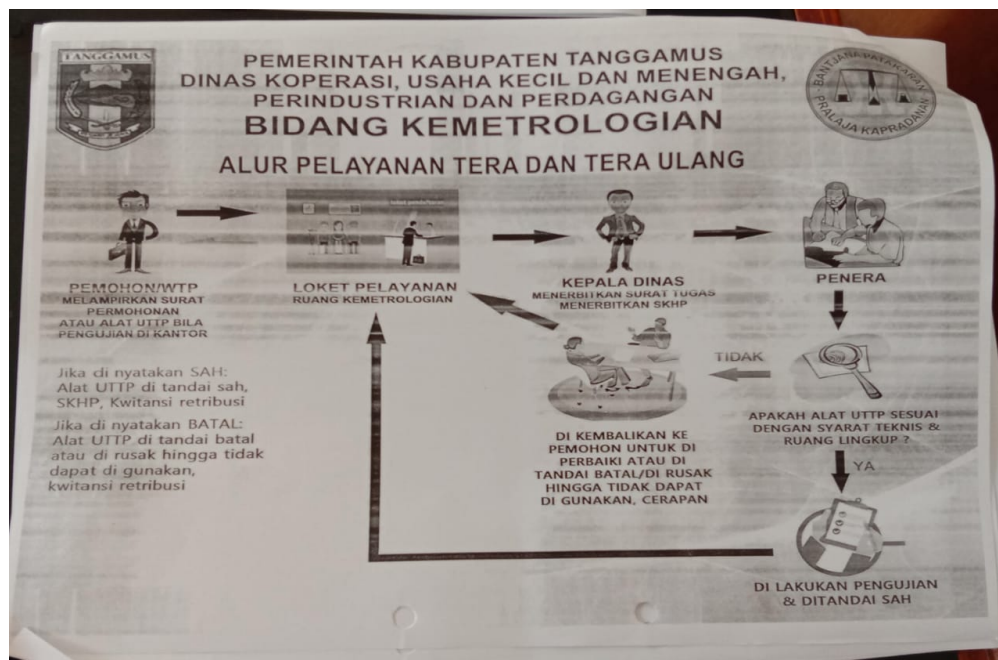 TANGGAMUS
PEMERINTAH KABUPATEN TANGGAMUS
DINAS KOPERASI, USAHA KECIL DAN MENENGAH,
PERINDUSTRIAN DAN PERDAGANGAN
BIDANG KEMETROLOGIAN
BANTJANA PATAKARAN
PRALAJA KAPRADANAN
ALUR PELAYANAN TERA DAN TERA ULANG
PEMOHON/WTP
MELAMPIRKAN SURAT
PERMOHONAN
ATAU ALAT UTTP BILA
PENGUJIAN DI KANTOR
LOKET PELAYANAN
RUANG KEMETROLOGIAN
KEPALA DINAS
MENERBITKAN SURAT TUGAS
MENERBITKAN SKHP
PENERA
TIDAK
APAKAH ALAT UTTP SESUAI
DENGAN SYARAT TEKNIS &
RUANG LINGKUP ?
YA
DI KEMBALIKAN KE
PEMOHON UNTUK DI
PERBAIKI ATAU DI
TANDAI BATAL/DI RUSAK
HINGGA TIDAK DAPAT
DI GUNAKAN, CERAPAN
DI LAKUKAN PENGUJIAN
& DITANDAI SAH
Jika di nyatakan SAH:
Alat UTTP di tandai sah,
SKHP, Kwitansi retribusi
Jika di nyatakan BATAL:
Alat UTTP di tandai batal
atau di rusak hingga tidak
dapat di gunakan,
kwitansi retribusi